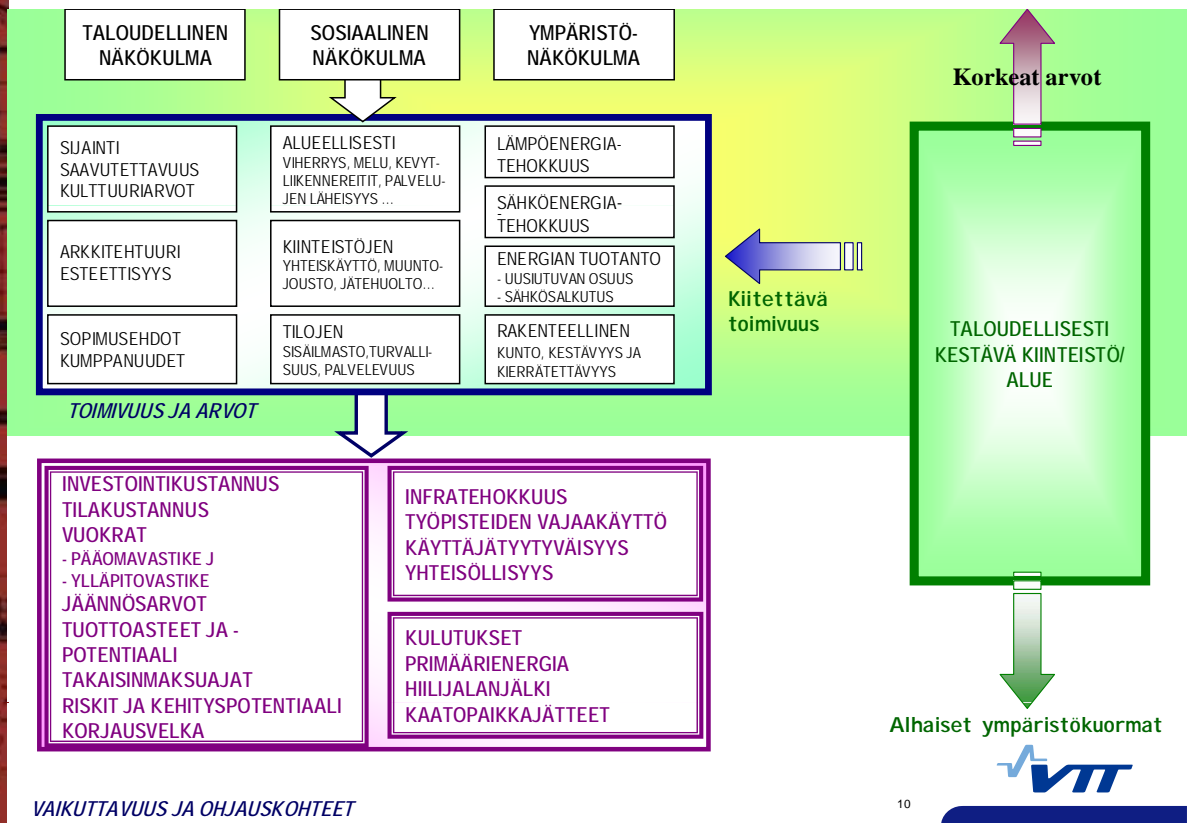 TALOUDELLINEN
NÄKÖKULMA
SOSIAALINEN
NÄKÖKULMA
YMPÄRISTÖ-
NÄKÖKULMA
Korkeat arvot
SIJAINTI
SAAVUTETTAVUUS
KULTTUURIARVOT
ALUEELLISESTI
VIHERRYS, MELU, KEVYT-
LIIKENNEREITIT, PALVELU-
JEN LÄHEISYYS ...
LÄMPÖENERGIA-
TEHOKKUUS
SÄHKÖENERGIA-
TEHOKKUUS
ARKKITEHTUURI
ESTEETTISYYS
KIINTEISTÖJEN
YHTEISKÄYTTÖ, MUUNTO-
JOUSTO, JÄTEHUOLTO...
ENERGIAN TUOTANTO
- UUSIUTUVAN OSUUS
- SÄHKÖSALKUTUS
SOPIMUSEHDOT
KUMPPANUUDET
TILOJEN
SISÄILMASTO,TURVALLI-
SUUS, PALVELEVUUS
RAKENTEELLINEN
KUNTO, KESTÄVYYS JA
KIERRÄTETTÄVYYS
TOIMIVUUS JA ARVOT
Kiitettävä
toimivuus
TALOUDELLISESTI
KESTÄVÄ KIINTEISTÖ/
ALUE
INVESTOINTIKUSTANNUS
TILAKUSTANNUS
VUOKRAT
- PÄÄOMAVASTIKE J
- YLLÄPITOVASTIKE
JÄÄNNÖSARVOT
TUOTTOASTEET JA -
POTENTIAALI
TAKAISINMAKSUAJAT
RISKIT JA KEHITYSPOTENTIAALI
KORJAUSVELKA
INFRATEHOKKUUS
TYÖPISTEIDEN VAJAAKÄYTTÖ
KÄYTTÄJÄTYYTYVÄISYYS
YHTEISÖLLISYYS
KULUTUKSET
PRIMÄÄRIENERGIA
HIILIJALANJÄLKI
KAATOPAIKKAJÄTTEET
Alhaiset ympäristökuormat
VTT
VAIKUTTAVUUS JA OHJAUSKOHTEET
10